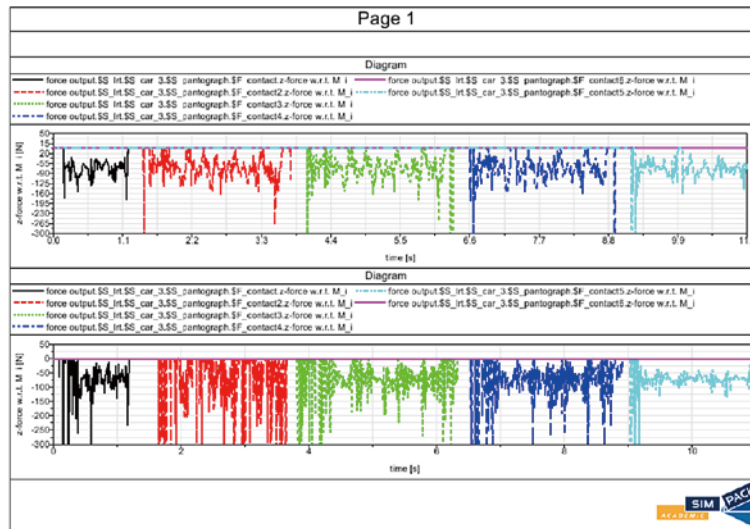 Page 1
Diagram
force output.$S_lrt.$S_car_3.$S_pantograph.$F_contact.z-force w.r.t. M_i
force output.$S_lrt.$S_car_3.$S_pantograph.$F_contact6.z-force w.r.t. M_i
force output.$S_lrt.$S_car_3.$S_pantograph.$F_contact2.z-force w.r.t. M_i
force output.$S_lrt.$S_car_3.$S_pantograph.$F_contact5.z-force w.r.t. M_i
force output.$S_lrt.$S_car_3.$S_pantograph.$F_contact3.z-force w.r.t. M_i
force output.$S_lrt.$S_car_3.$S_pantograph.$F_contact4.z-force w.r.t. M_i
z-force w.r.t. M_i [N]
50
15
-20
-55
-90
-125
-160
-195
-230
-265
-300
0.0 1.1 2.2 3.3 4.4 5.5 6.6 7.7 8.8 9.9 11.
time [s]
Diagram
force output.$S_lrt.$S_car_3.$S_pantograph.$F_contact.z-force w.r.t. M_i
force output.$S_lrt.$S_car_3.$S_pantograph.$F_contact5.z-force w.r.t. M_i
force output.$S_lrt.$S_car_3.$S_pantograph.$F_contact2.z-force w.r.t. M_i
force output.$S_lrt.$S_car_3.$S_pantograph.$F_contact6.z-force w.r.t. M_i
force output.$S_lrt.$S_car_3.$S_pantograph.$F_contact3.z-force w.r.t. M_i
force output.$S_lrt.$S_car_3.$S_pantograph.$F_contact4.z-force w.r.t. M_i
z-force w.r.t. M_i [N]
50
0
-50
-100
-150
-200
-250
-300
0 2 4 6 8 10
time [s]
SIM PACK
ACADEMIC